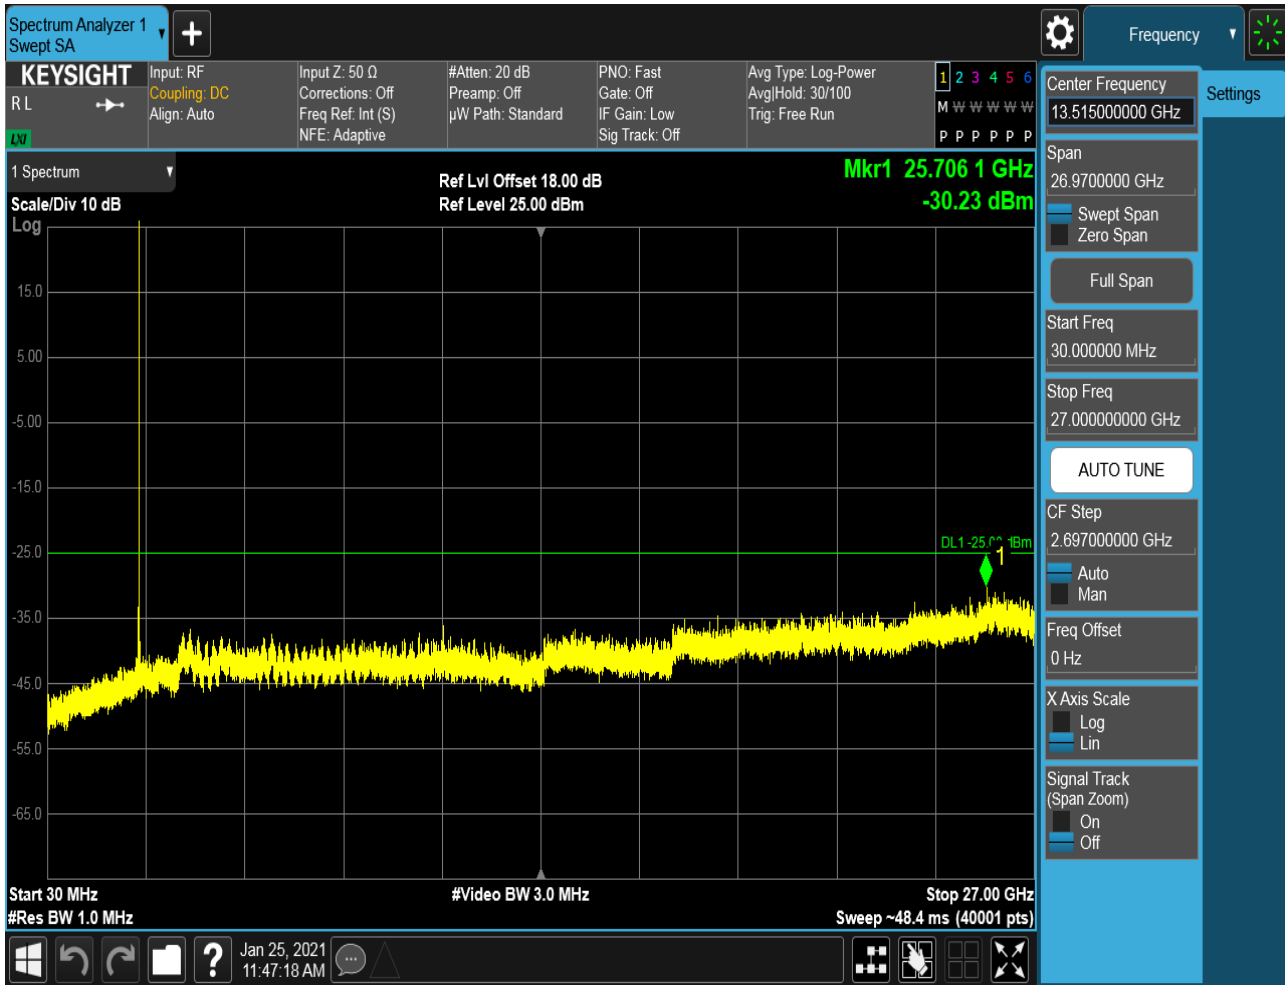 Spectrum Analyzer 1
Swept SA
+
Frequency
KEYSIGHT
R L
LXI
Input: RF
Coupling: DC
Align: Auto
Input Z: 50 Ω
Corrections: Off
Freq Ref: Int (S)
NFE: Adaptive
#Atten: 20 dB
Preamp: Off
µW Path: Standard
PNO: Fast
Gate: Off
IF Gain: Low
Sig Track: Off
Avg Type: Log-Power
Avg|Hold: 30/100
Trig: Free Run
1 2 3 4 5 6
M W W W W W
P P P P P P
1 Spectrum
Scale/Div 10 dB
Log
Ref Lvl Offset 18.00 dB
Ref Level 25.00 dBm
Mkr1 25.706 1 GHz
-30.23 dBm
15.0
5.00
-5.00
-15.0
-25.0
-35.0
-45.0
-55.0
-65.0
DL1 -25.00 dBm
1
Start 30 MHz
#Res BW 1.0 MHz
#Video BW 3.0 MHz
Stop 27.00 GHz
Sweep ~48.4 ms (40001 pts)
Center Frequency
13.515000000 GHz
Settings
Span
26.9700000 GHz
Swept Span
Zero Span
Full Span
Start Freq
30.000000 MHz
Stop Freq
27.000000000 GHz
AUTO TUNE
CF Step
2.697000000 GHz
Auto
Man
Freq Offset
0 Hz
X Axis Scale
Log
Lin
Signal Track
(Span Zoom)
On
Off
?
Jan 25, 2021
11:47:18 AM